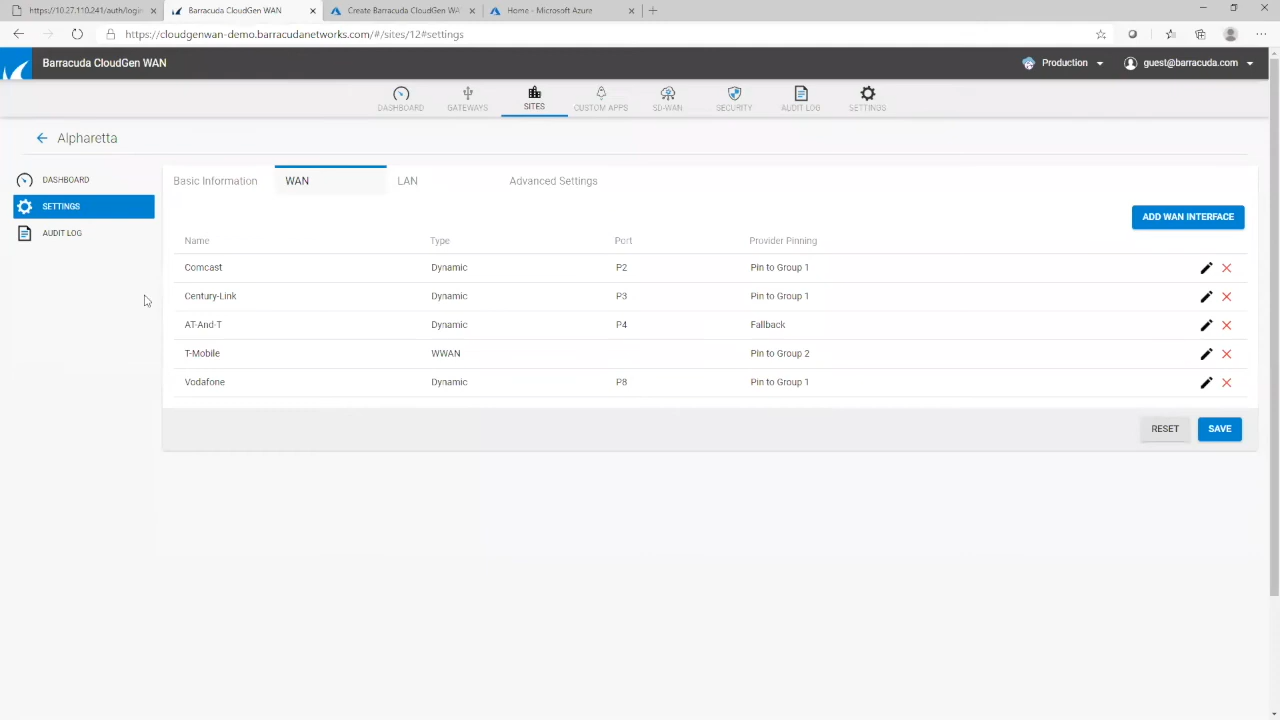 https://10.27.110.241/auth/login
Barracuda CloudGen WAN
Create Barracuda CloudGen WA
Home - Microsoft Azure
https://cloudgenwan-demo.barracudanetworks.com/#/sites/12#settings
Barracuda CloudGen WAN
Production
guest@barracuda.com
DASHBOARD
GATEWAYS
SITES
CUSTOM APPS
SD-WAN
SECURITY
AUDIT LOG
SETTINGS
Alpharetta
DASHBOARD
SETTINGS
AUDIT LOG
Basic Information WAN LAN Advanced Settings
ADD WAN INTERFACE
Name Type Port Provider Pinning
Comcast Dynamic P2 Pin to Group 1
Century-Link Dynamic P3 Pin to Group 1
AT-And-T Dynamic P4 Fallback
T-Mobile WWAN Pin to Group 2
Vodafone Dynamic P8 Pin to Group 1
RESET SAVE